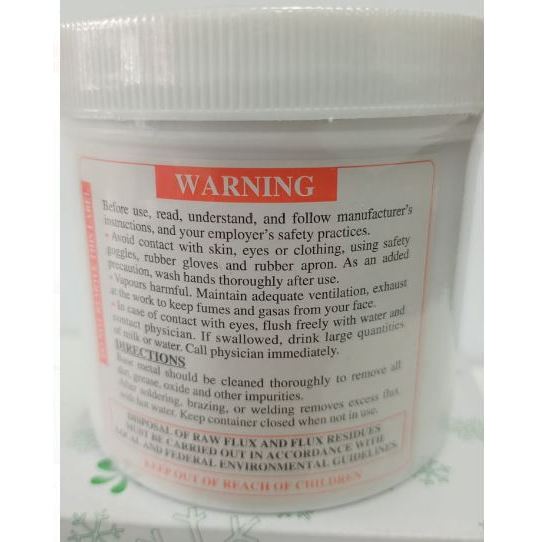 WARNING
Before use, read, understand, and follow manufacturer's
instructions, and your employer's safety practices.
• Avoid contact with skin, eyes or clothing, using safety
goggles, rubber gloves and rubber apron. As an added
precaution, wash hands thoroughly after use.
• Vapours harmful. Maintain adequate ventilation, exhaust
at the work to keep fumes and gasas from your face.
• In case of contact with eyes, flush freely with water and
contact physician. If swallowed, drink large quantities
of milk or water. Call physician immediately.
DIRECTIONS
Base metal should be cleaned thoroughly to remove all
dirt, grease, oxide and other impurities.
After soldering, brazing, or welding removes excess flux
with hot water. Keep container closed when not in use.
DISPOSAL OF RAW FLUX AND FLUX RESIDUES
MUST BE CARRIED OUT IN ACCORDANCE WITH
LOCAL AND FEDERAL ENVIRONMENTAL GUIDELINES
KEEP OUT OF REACH OF CHILDREN
DO NOT REMOVE THIS LABEL